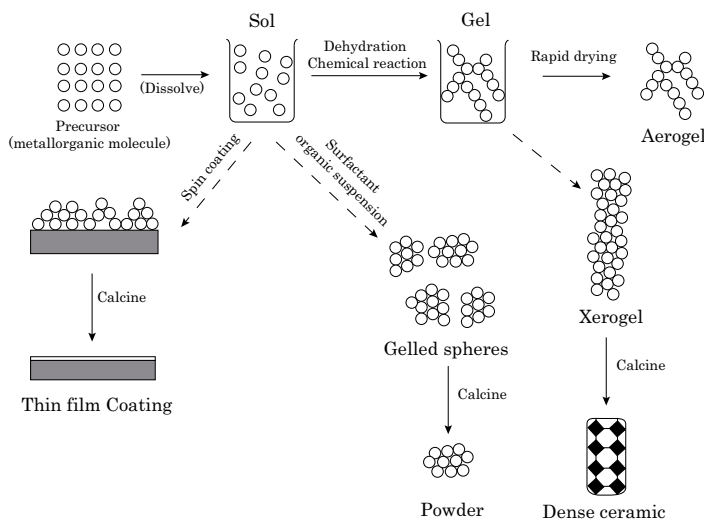 Sol
Gel
Dehydration
Chemical reaction
Rapid drying
(Dissolve)
Precursor
(metallorganic molecule)
Aerogel
Spin coating
Surfactant
organic suspension
Calcine
Xerogel
Gelled spheres
Thin film Coating
Calcine
Calcine
Powder
Dense ceramic